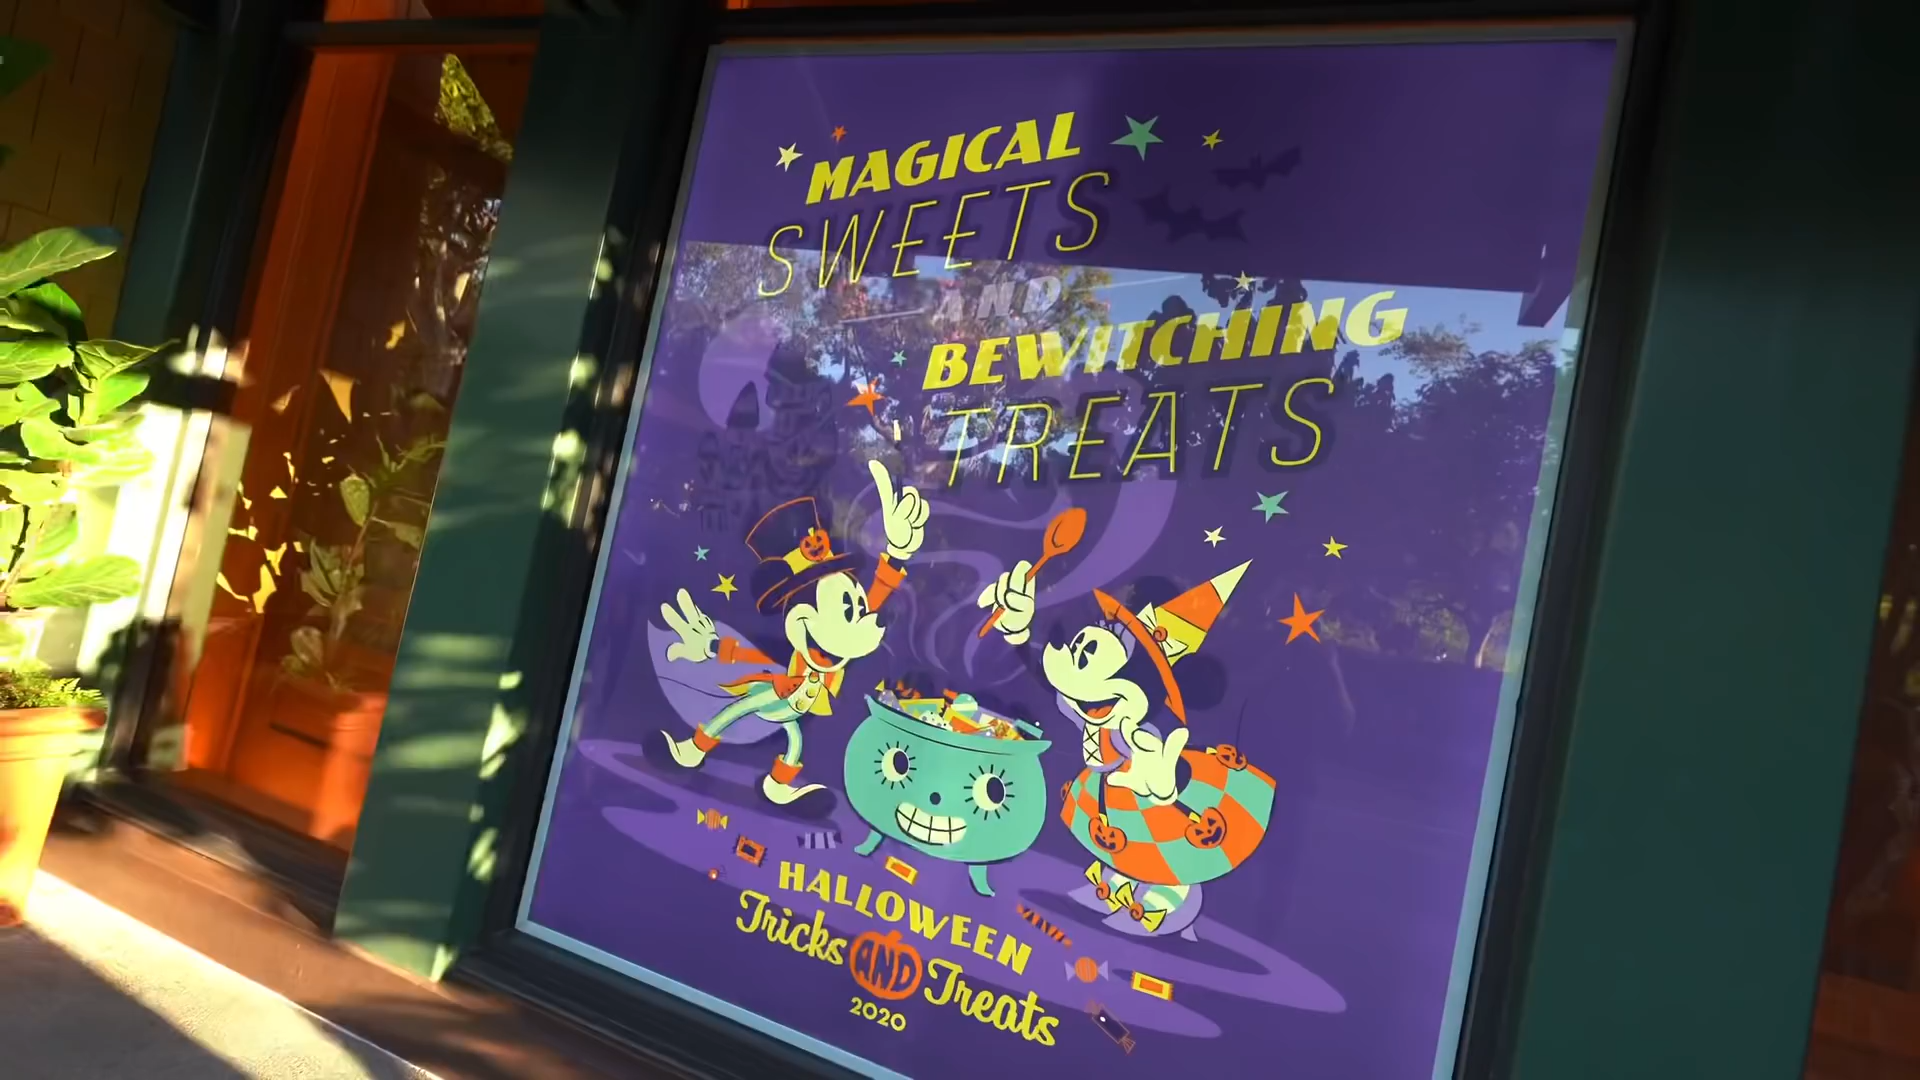 MAGICAL
SWEETS
AND
BEWITCHING
TREATS
HALLOWEEN
Tricks AND Treats
2020